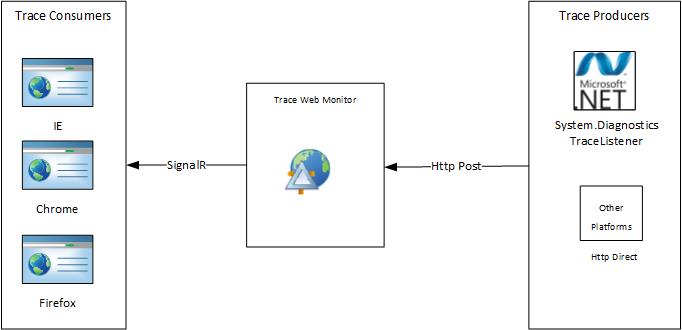 Trace Consumers
IE
Chrome
Firefox
SignalR
Trace Web Monitor
Http Post
Trace Producers
Microsoft®
.NET
System.Diagnostics
TraceListener
Other
Platforms
Http Direct